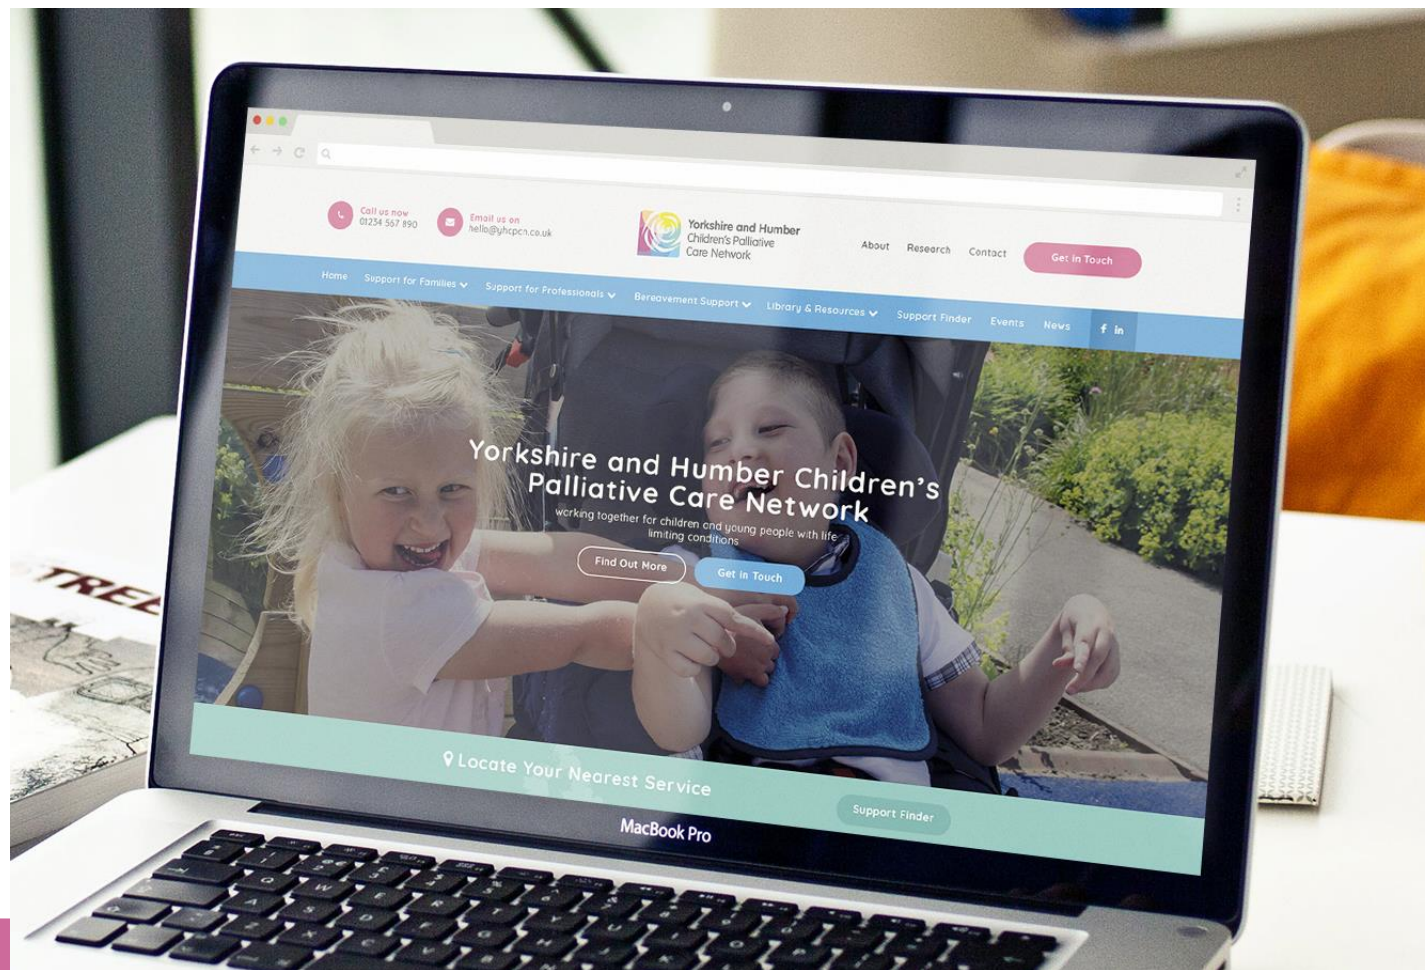 Call us now
01234 567 890
Email us on
hello@yhcpcn.co.uk
Yorkshire and Humber
Children's Palliative
Care Network
About Research Contact Get in Touch
Home Support for Families Support for Professionals Bereavement Support Library & Resources Support Finder Events News f in
Yorkshire and Humber Children's
Palliative Care Network
working together for children and young people with life
limiting conditions
Find Out More Get in Touch
TREE
Locate Your Nearest Service Support Finder
MacBook Pro